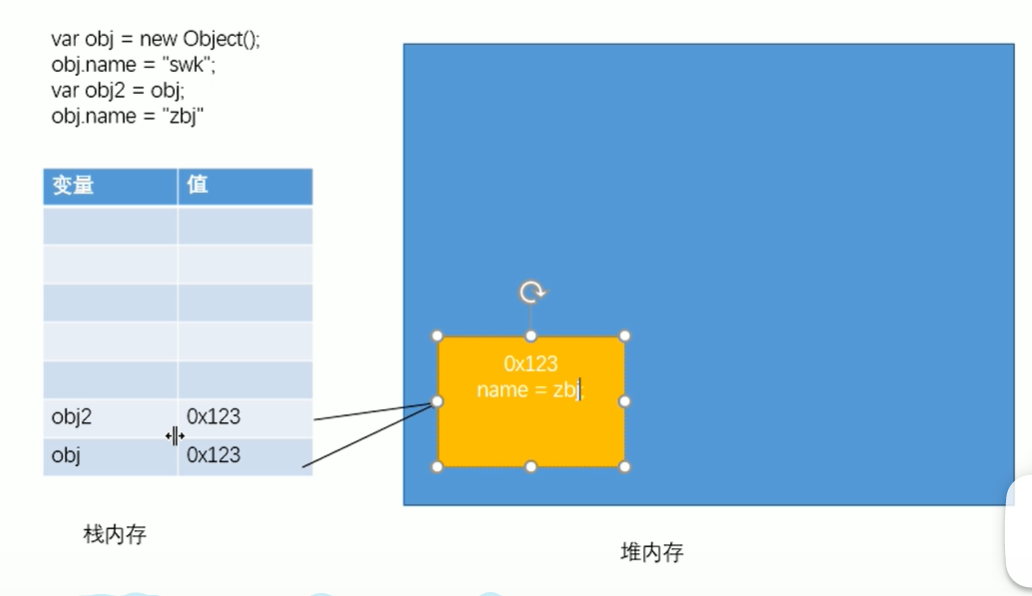 var obj = new Object();
obj.name = "swk";
var obj2 = obj;
obj.name = "zbj"
变量 值
obj2 0x123
obj 0x123
栈内存
0x123
name = zbj
堆内存